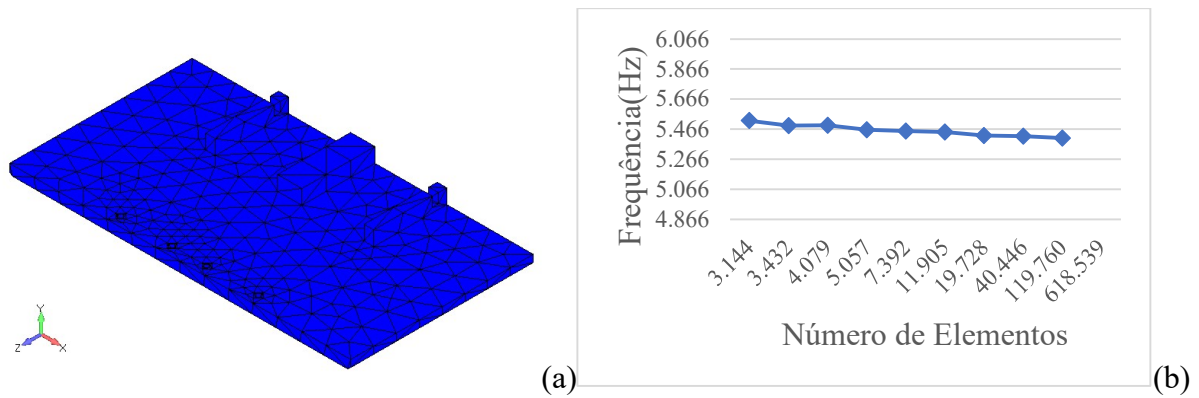 Y
Z
X
(a)
Frequência(Hz)
6.066
5.866
5.666
5.466
5.266
5.066
4.866
3.144
3.432
4.079
5.057
7.392
11.905
19.728
40.446
119.760
618.539
Número de Elementos
(b)